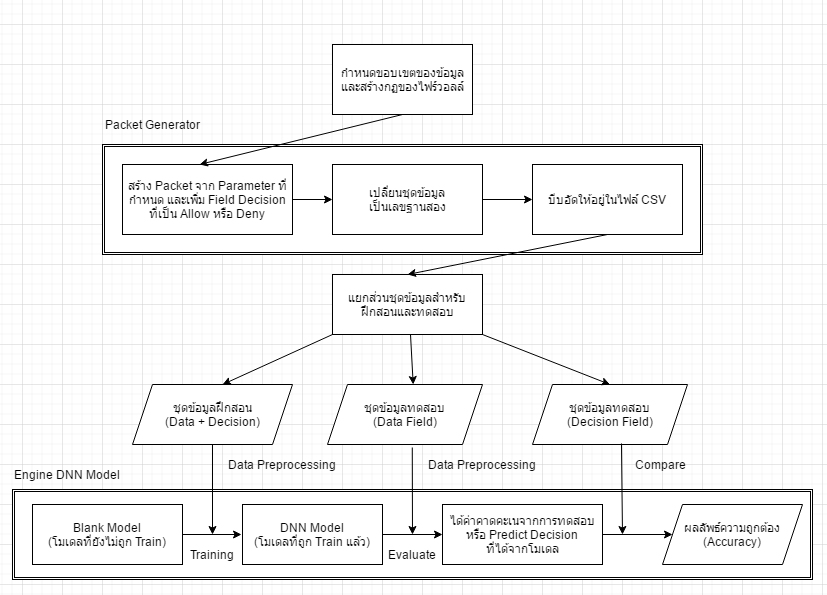 กำหนดขอบเขตของข้อมูล
และสร้างกฎของไฟร์วอลล์
Packet Generator
สร้าง Packet จาก Parameter ที่
กำหนด และเพิ่ม Field Decision
ที่เป็น Allow หรือ Deny
เปลี่ยนชุดข้อมูล
เป็นเลขฐานสอง
บีบอัดให้อยู่ในไฟล์ CSV
แยกส่วนชุดข้อมูลสำหรับ
ฝึกสอนและทดสอบ
ชุดข้อมูลฝึกสอน
(Data + Decision)
ชุดข้อมูลทดสอบ
(Data Field)
ชุดข้อมูลทดสอบ
(Decision Field)
Data Preprocessing
Data Preprocessing
Compare
Engine DNN Model
Blank Model
(โมเดลที่ยังไม่ถูก Train)
Training
DNN Model
(โมเดลที่ถูก Train แล้ว)
Evaluate
ได้ค่าคาดคะเนจากการทดสอบ
หรือ Predict Decision
ที่ได้จากโมเดล
ผลลัพธ์ความถูกต้อง
(Accuracy)